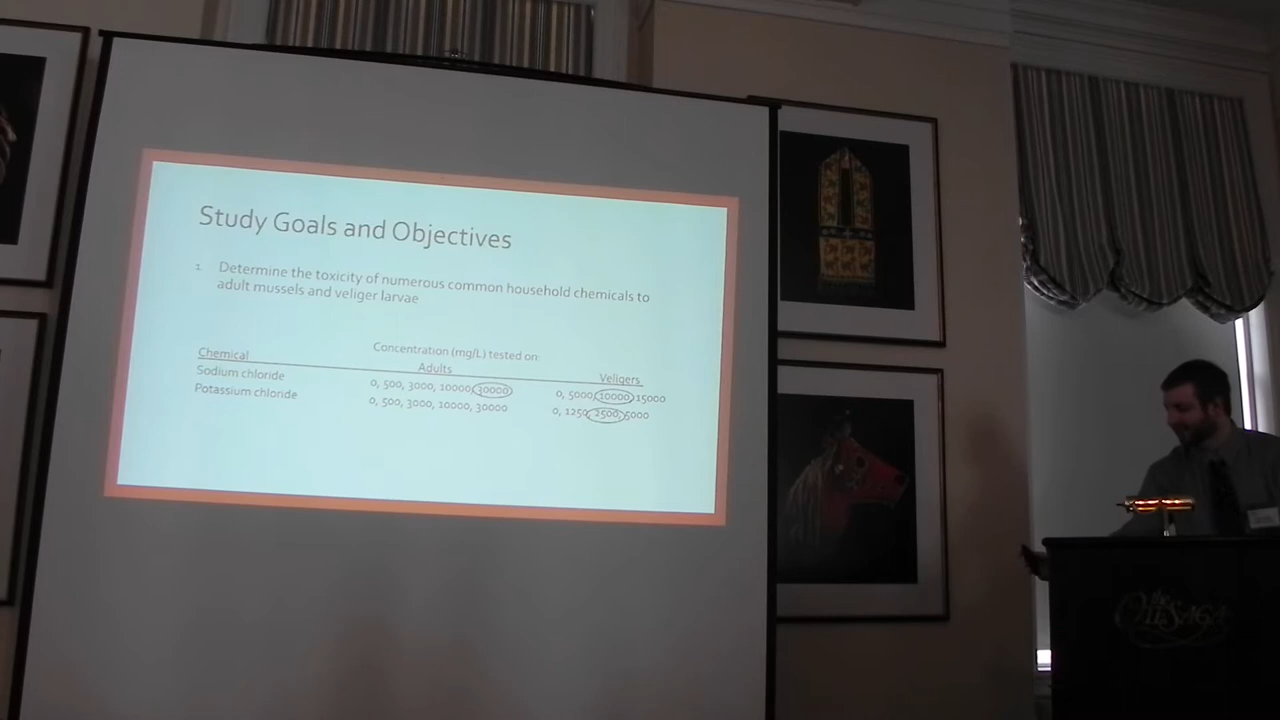 Study Goals and Objectives
1. Determine the toxicity of numerous common household chemicals to
adult mussels and veliger larvae
Concentration (mg/L) tested on:
Chemical Adults Veligers
Sodium chloride 0, 500, 3000, 10000, 30000 0, 5000, 10000, 15000
Potassium chloride 0, 500, 3000, 10000, 30000 0, 1250, 2500, 5000
the
OTESAGA